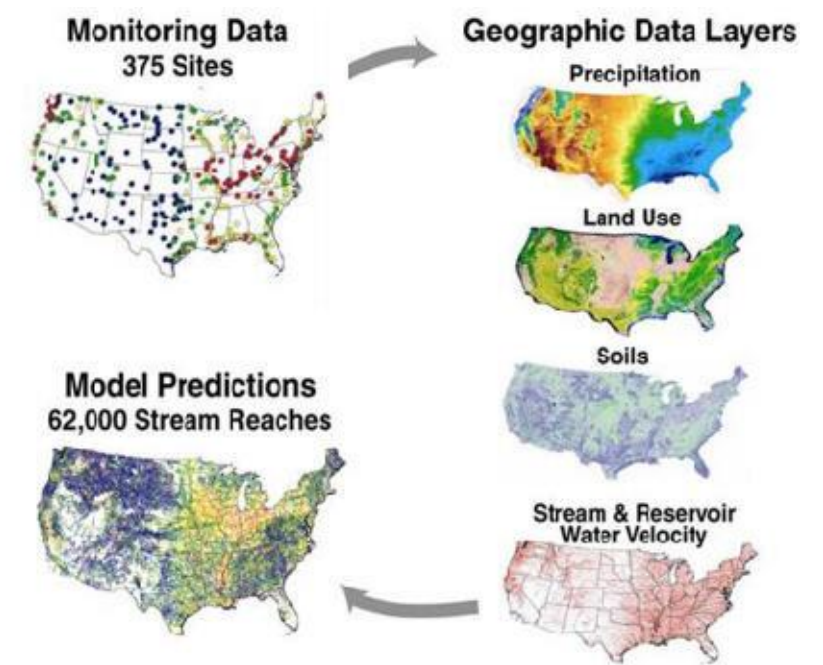 Monitoring Data
375 Sites
Geographic Data Layers
Precipitation
Land Use
Soils
Stream & Reservoir
Water Velocity
Model Predictions
62,000 Stream Reaches